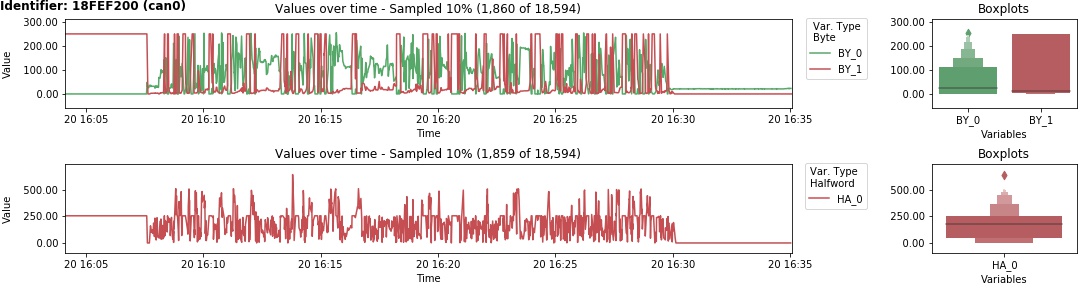 Identifier: 18FEF200 (can0)
Values over time - Sampled 10% (1,860 of 18,594)
Boxplots
Value
300.00
200.00
100.00
0.00
20 16:05
20 16:10
20 16:15
20 16:20
20 16:25
20 16:30
20 16:35
Time
Var. Type
Byte
BY_0
BY_1
300.00
200.00
100.00
0.00
BY_0
BY_1
Variables
Values over time - Sampled 10% (1,859 of 18,594)
Boxplots
Value
500.00
250.00
0.00
20 16:05
20 16:10
20 16:15
20 16:20
20 16:25
20 16:30
20 16:35
Time
Var. Type
Halfword
HA_0
500.00
250.00
0.00
HA_0
Variables